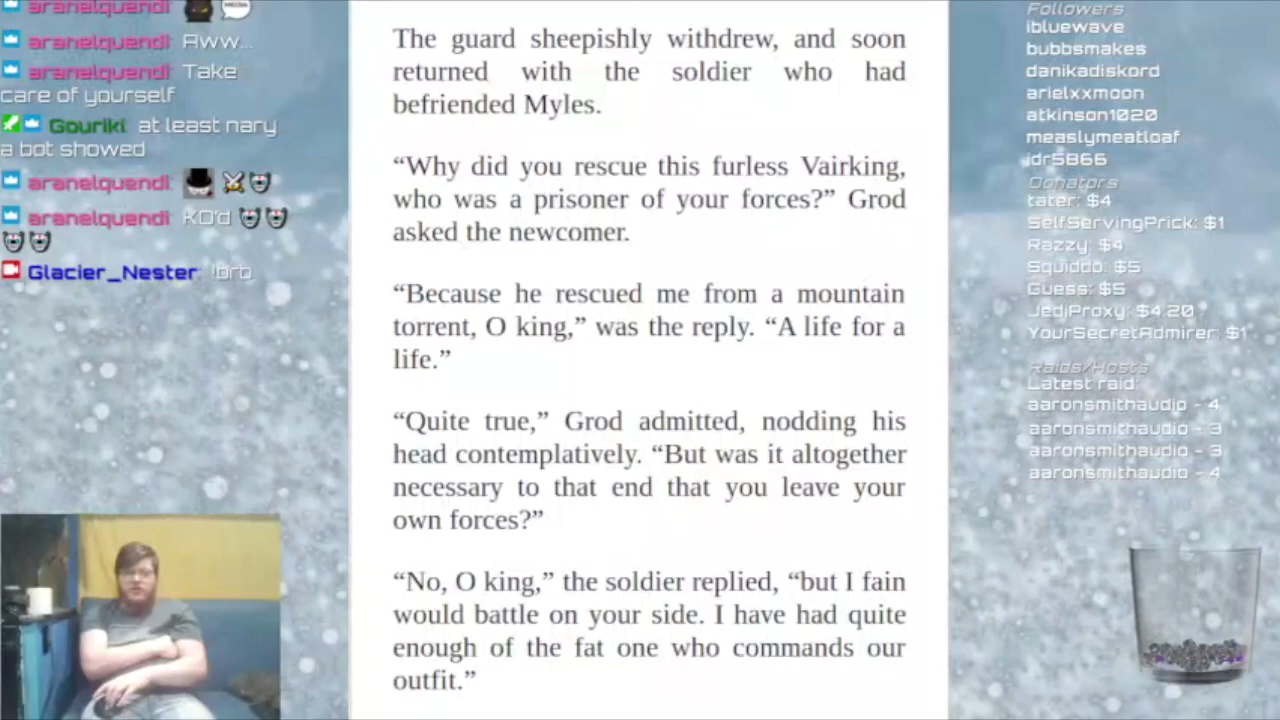 aranelquendi:
aranelquendi: Aww...
aranelquendi: Take
care of yourself
Gouriki: at least nary
a bot showed
aranelquendi:
aranelquendi: KO'd
Glacier_Nester: !brb
The guard sheepishly withdrew, and soon
returned with the soldier who had
befriended Myles.
“Why did you rescue this furless Vairking,
who was a prisoner of your forces?” Grod
asked the newcomer.
“Because he rescued me from a mountain
torrent, O king,” was the reply. “A life for a
life.”
“Quite true,” Grod admitted, nodding his
head contemplatively. “But was it altogether
necessary to that end that you leave your
own forces?”
“No, O king,” the soldier replied, “but I fain
would battle on your side. I have had quite
enough of the fat one who commands our
outfit.”
Followers
ibluewave
bubbsmakes
danikadiskord
arielxxmoon
atkinson1020
measlymeatloaf
jdr5866
Donators
tater: $4
SelfServingPrick: $1
Razzy: $4
Squidbo: $5
Guess: $5
JediProxy: $4.20
YourSecretAdmirer: $1
Raids/Hosts
Latest raid:
aaronsmithaudio - 4
aaronsmithaudio - 3
aaronsmithaudio - 3
aaronsmithaudio - 4